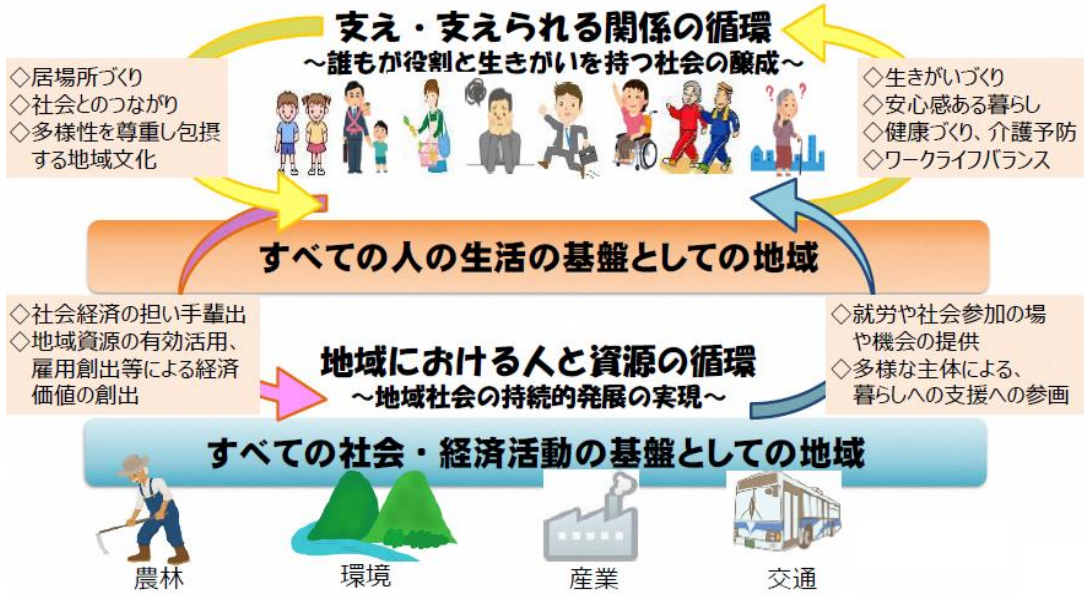 支え・支えられる関係の循環
～誰もが役割と生きがいを持つ社会の醸成～
◇居場所づくり
◇社会とのつながり
◇多様性を尊重し包摂
する地域文化
◇生きがいづくり
◇安心感ある暮らし
◇健康づくり、介護予防
◇ワークライフバランス
すべての人の生活の基盤としての地域
◇社会経済の担い手輩出
◇地域資源の有効活用、
雇用創出等による経済
価値の創出
地域における人と資源の循環
～地域社会の持続的発展の実現～
◇就労や社会参加の場
や機会の提供
◇多様な主体による、
暮らしへの支援への参画
すべての社会・経済活動の基盤としての地域
農林
環境
産業
交通